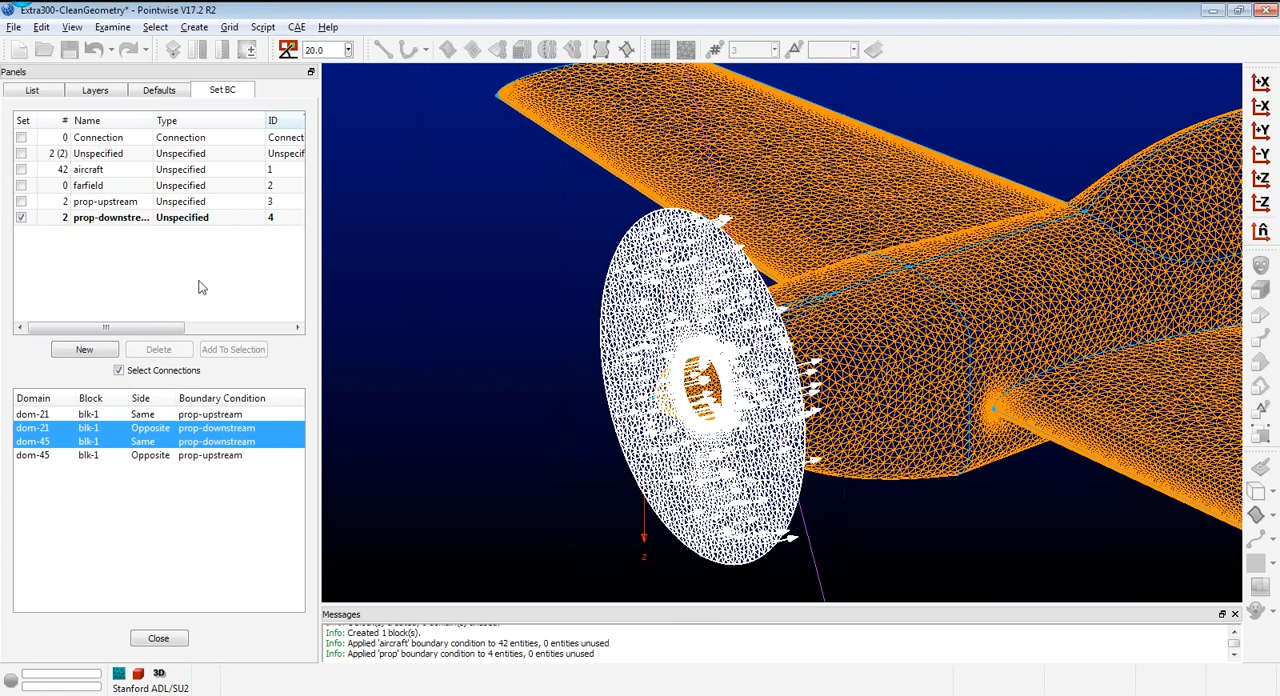 Extra300-CleanGeometry* - Pointwise V17.2 R2
File Edit View Examine Select Create Grid Script CAE Help
20.0 3
Panels
List Layers Defaults Set BC
Set # Name Type ID
0 Connection Connection Connect
2 (2) Unspecified Unspecified Unspecif
42 aircraft Unspecified 1
0 farfield Unspecified 2
2 prop-upstream Unspecified 3
2 prop-downstre... Unspecified 4
New Delete Add To Selection
Select Connections
Domain Block Side Boundary Condition
dom-21 blk-1 Same prop-upstream
dom-21 blk-1 Opposite prop-downstream
dom-45 blk-1 Same prop-downstream
dom-45 blk-1 Opposite prop-upstream
Close
z
+X
-X
+Y
-Y
+Z
-Z
n̂
Messages
Info: Created 1 block(s).
Info: Applied 'aircraft' boundary condition to 42 entities, 0 entities unused
Info: Applied 'prop' boundary condition to 4 entities, 0 entities unused
3D
Stanford ADL/SU2